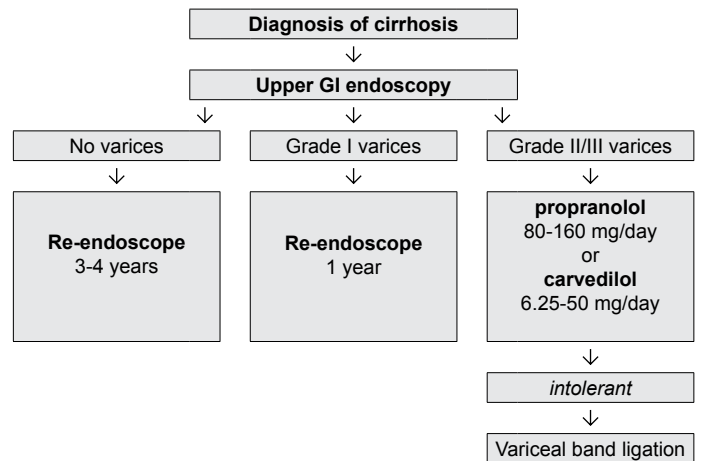 Diagnosis of cirrhosis
Upper GI endoscopy
No varices
Grade I varices
Grade II/III varices
Re-endoscope
3-4 years
Re-endoscope
1 year
propranolol
80-160 mg/day
or
carvedilol
6.25-50 mg/day
intolerant
Variceal band ligation